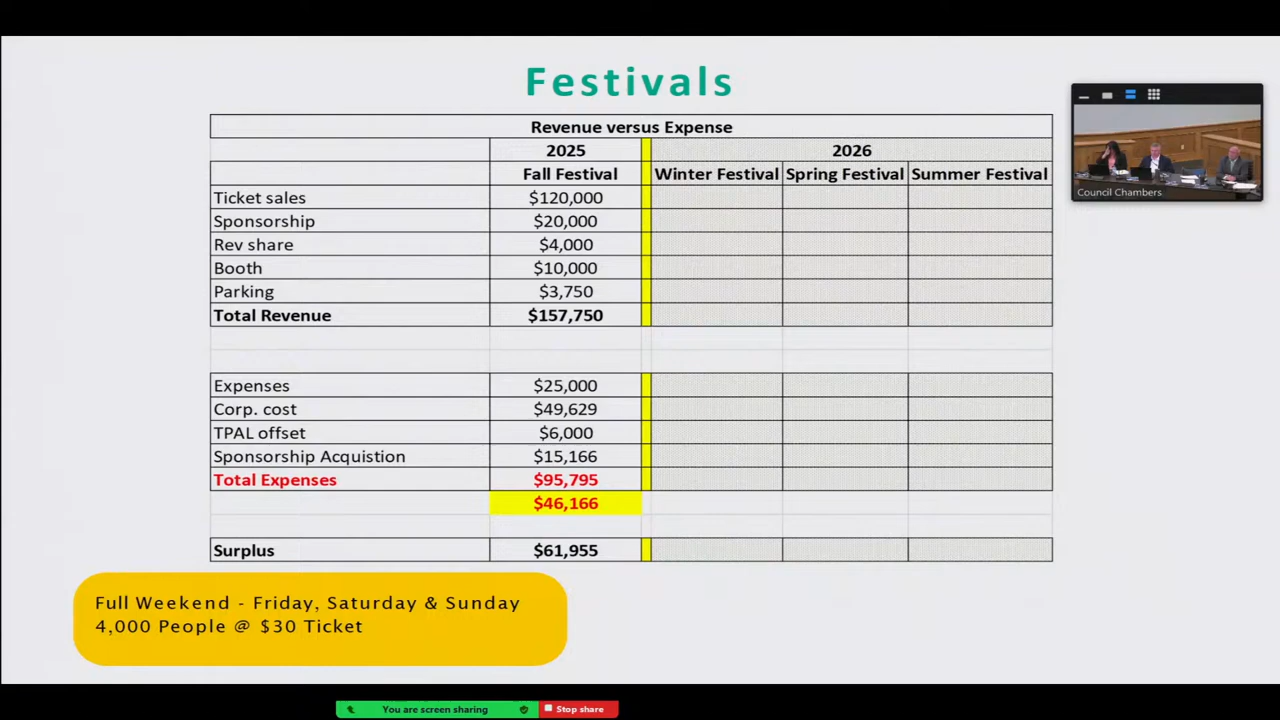 Festivals
Revenue versus Expense
2025 2026
Fall Festival Winter Festival Spring Festival Summer Festival
Ticket sales $120,000
Sponsorship $20,000
Rev share $4,000
Booth $10,000
Parking $3,750
Total Revenue $157,750
Expenses $25,000
Corp. cost $49,629
TPAL offset $6,000
Sponsorship Acquistion $15,166
Total Expenses $95,795
$46,166
Surplus $61,955
Full Weekend - Friday, Saturday & Sunday
4,000 People @ $30 Ticket
Council Chambers
You are screen sharing Stop share